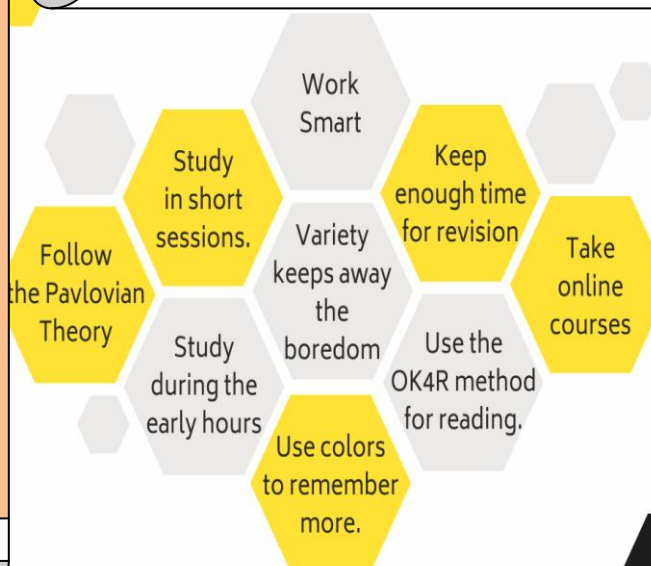 Work
Smart
Study
in short
sessions.
Keep
enough time
for revision
Follow
the Pavlovian
Theory
Variety
keeps away
the
boredom
Take
online
courses
Study
during the
early hours
Use the
OK4R method
for reading.
Use colors
to remember
more.